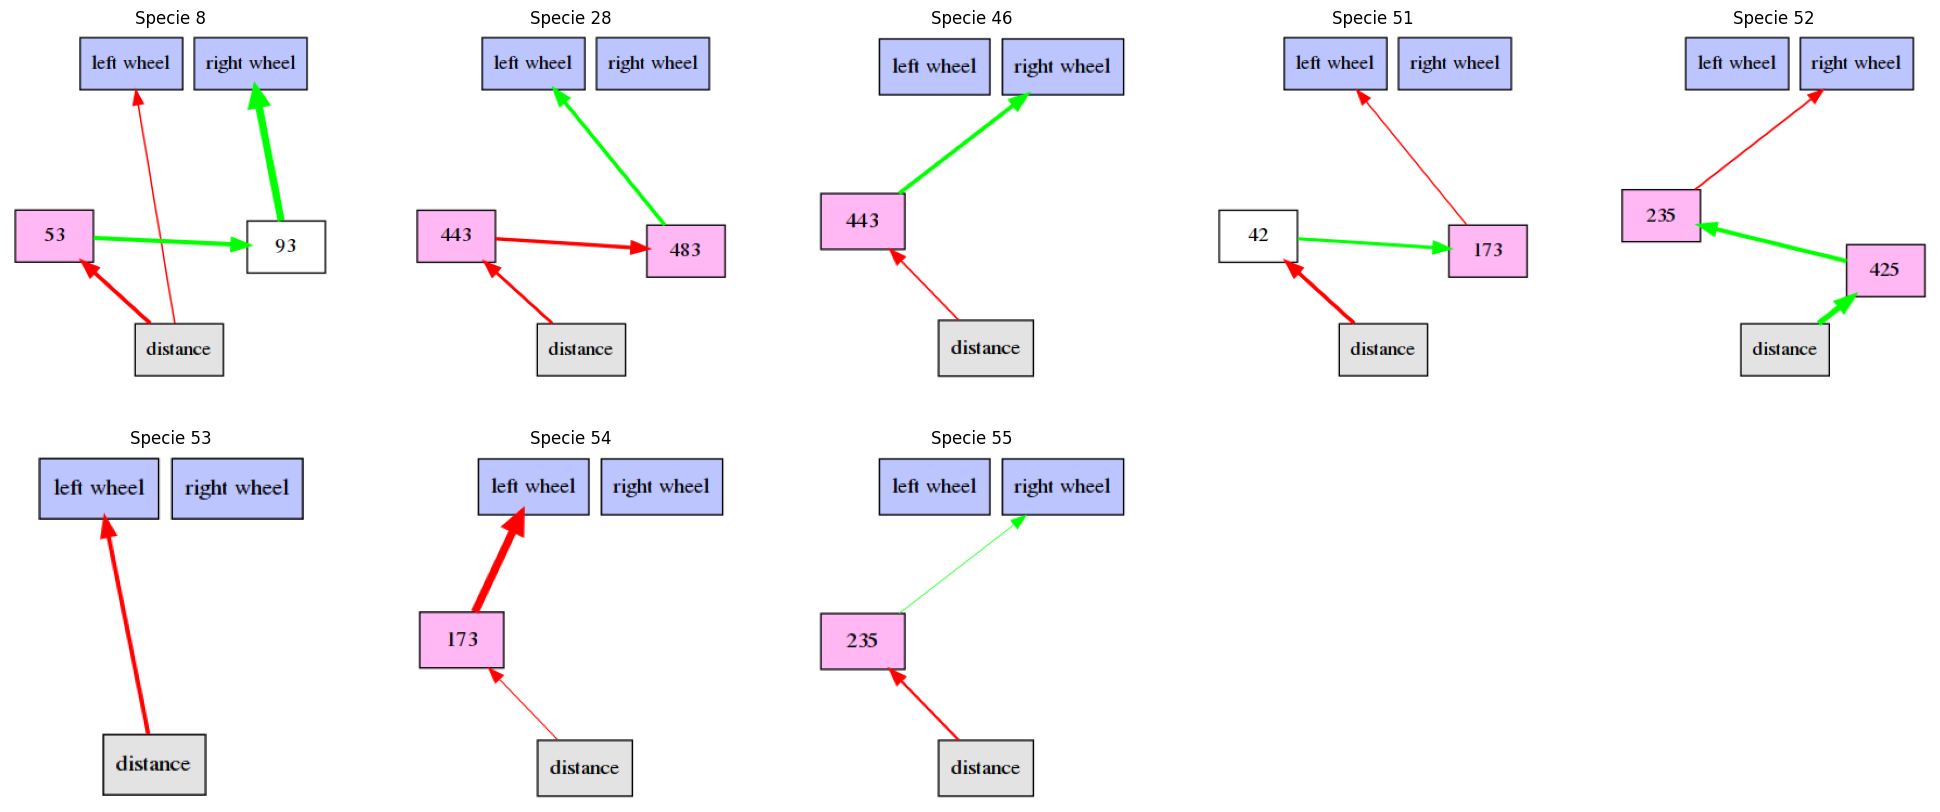 Specie 8
left wheel
right wheel
53
93
distance
Specie 28
left wheel
right wheel
443
483
distance
Specie 46
left wheel
right wheel
443
distance
Specie 51
left wheel
right wheel
42
173
distance
Specie 52
left wheel
right wheel
235
425
distance
Specie 53
left wheel
right wheel
distance
Specie 54
left wheel
right wheel
173
distance
Specie 55
left wheel
right wheel
235
distance